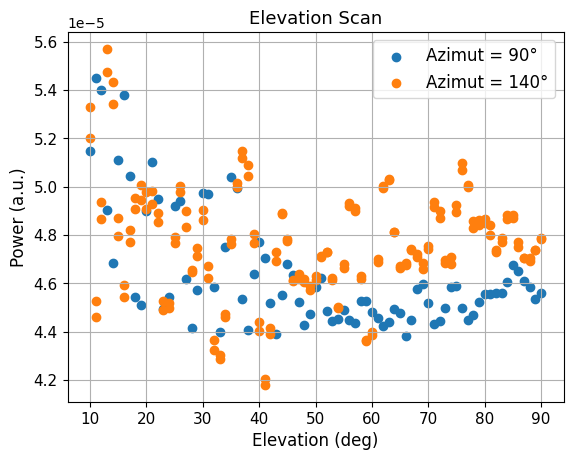 Elevation Scan
1e−5
Azimut = 90°
Azimut = 140°
5.6
5.4
5.2
5.0
4.8
4.6
4.4
4.2
Power (a.u.)
10 20 30 40 50 60 70 80 90
Elevation (deg)